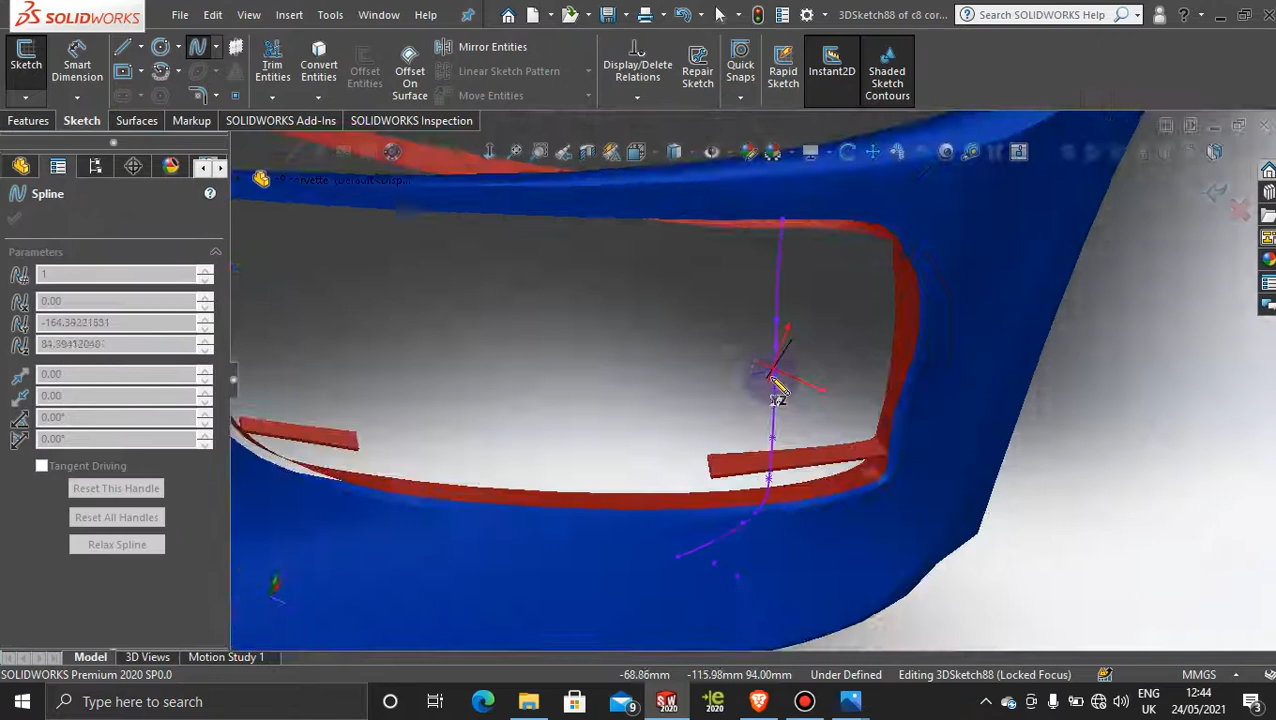 SOLIDWORKS
File Edit View Insert Tools Window Help
3DSketch88 of c8 cor...
Search SOLIDWORKS Help
Sketch
Smart Dimension
Trim Entities
Convert Entities
Offset Entities
Offset On Surface
Mirror Entities
Linear Sketch Pattern
Move Entities
Display/Delete Relations
Repair Sketch
Quick Snaps
Rapid Sketch
Instant2D
Shaded Sketch Contours
Features Sketch Surfaces Markup SOLIDWORKS Add-Ins SOLIDWORKS Inspection
Spline
Parameters
1
0.00
0.00
0.00
0.00°
0.00°
Tangent Driving
Reset This Handle
Reset All Handles
Relax Spline
Model 3D Views Motion Study 1
SOLIDWORKS Premium 2020 SP0.0
-68.86mm -115.98mm 94.00mm Under Defined Editing 3DSketch88 (Locked Focus) MMGS
Type here to search
9
SW 2020
2020
ENG
UK
12:44
24/05/2021
3